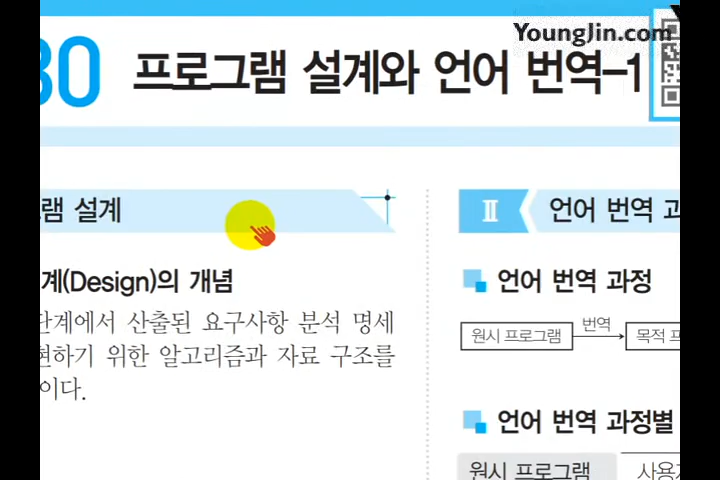 YoungJin.com
30
프로그램 설계와 언어 번역-1
램 설계
계(Design)의 개념
단계에서 산출된 요구사항 분석 명세
현하기 위한 알고리즘과 자료 구조를
이다.
Ⅱ 언어 번역 과
언어 번역 과정
원시 프로그램 번역 목적 프
언어 번역 과정별
원시 프로그램 사용자